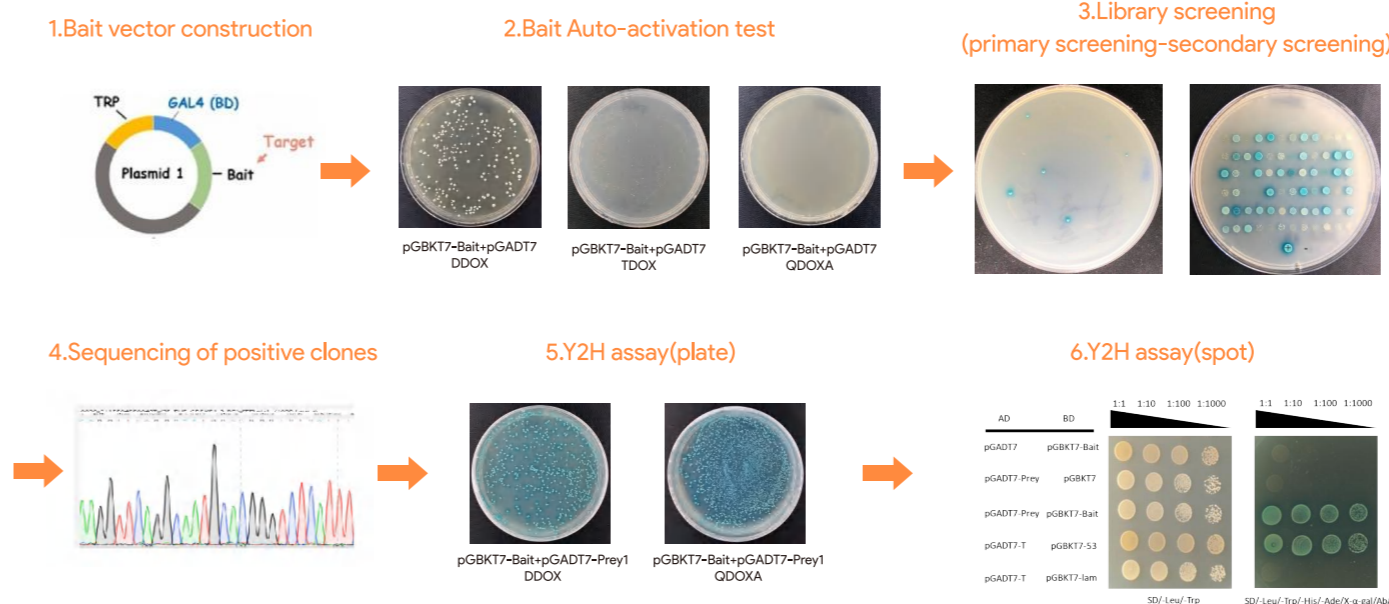 1.Bait vector construction
2.Bait Auto-activation test
3.Library screening
(primary screening-secondary screening)
TRP
GAL4 (BD)
Target
Plasmid 1
Bait
pGBKT7-Bait+pGADT7
DDOX
pGBKT7-Bait+pGADT7
TDOX
pGBKT7-Bait+pGADT7
QDOXA
4.Sequencing of positive clones
5.Y2H assay(plate)
6.Y2H assay(spot)
pGBKT7-Bait+pGADT7-Prey1
DDOX
pGBKT7-Bait+pGADT7-Prey1
QDOXA
1:1 1:10 1:100 1:1000
1:1 1:10 1:100 1:1000
AD BD
pGADT7 pGBKT7-Bait
pGADT7-Prey pGBKT7
pGADT7-Prey pGBKT7-Bait
pGADT7-T pGBKT7-53
pGADT7-T pGBKT7-lam
SD/-Leu/-Trp
SD/-Leu/-Trp/-His/-Ade/X-α-gal/Aba